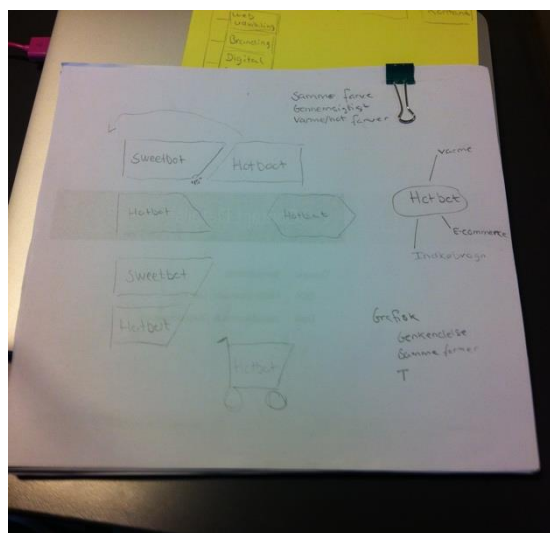 Web
Udvikling
Branding
Digital
Samme farve
Gennemsigtigt
Varme/hot farver
Sweetbot
Hotbot
varme
Hotbot
Hotbot
Hotbot
E-commerce
Indkøbsvogn
Sweetbot
Hotbot
Grafisk
Genkendelse
Samme former
T
Hotbot